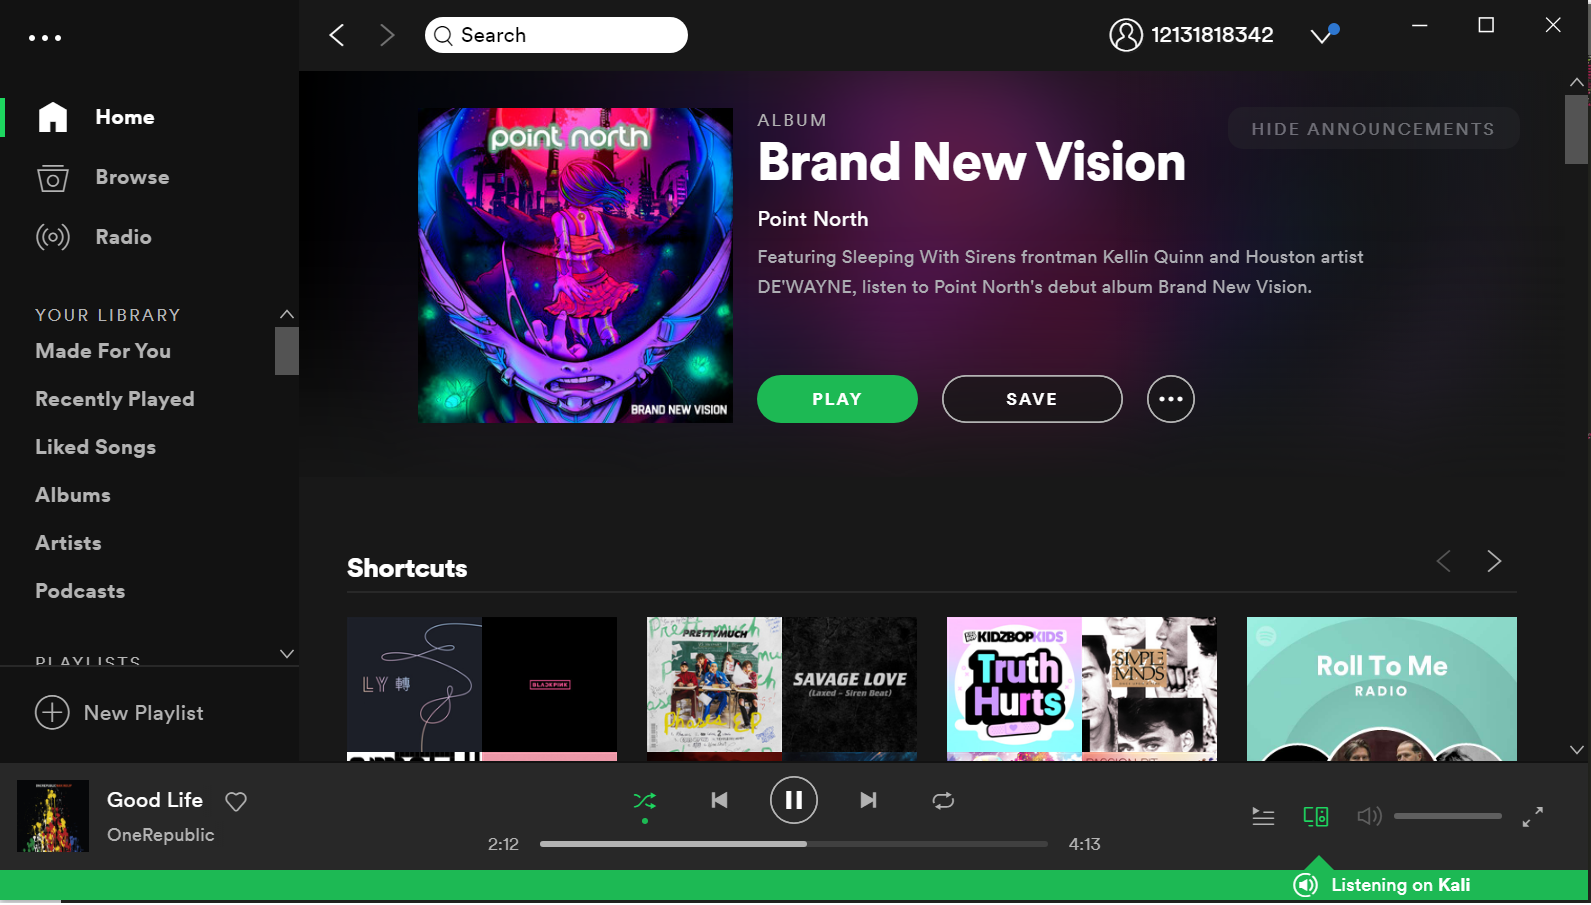 Search
12131818342
Home
Browse
Radio
YOUR LIBRARY
Made For You
Recently Played
Liked Songs
Albums
Artists
Podcasts
PLAYLISTS
New Playlist
point north
BRAND NEW VISION
ALBUM
HIDE ANNOUNCEMENTS
Brand New Vision
Point North
Featuring Sleeping With Sirens frontman Kellin Quinn and Houston artist
DE'WAYNE, listen to Point North's debut album Brand New Vision.
PLAY
SAVE
Shortcuts
LY 轉
BLACKPINK
PRETTYMUCH
Phases EP
SAVAGE LOVE
(Laxed – Siren Beat)
KIDZBOP KIDS
Truth
Hurts
SIMPLE
MINDS
PASSION PIT
Roll To Me
RADIO
Good Life
OneRepublic
2:12
4:13
Listening on Kali